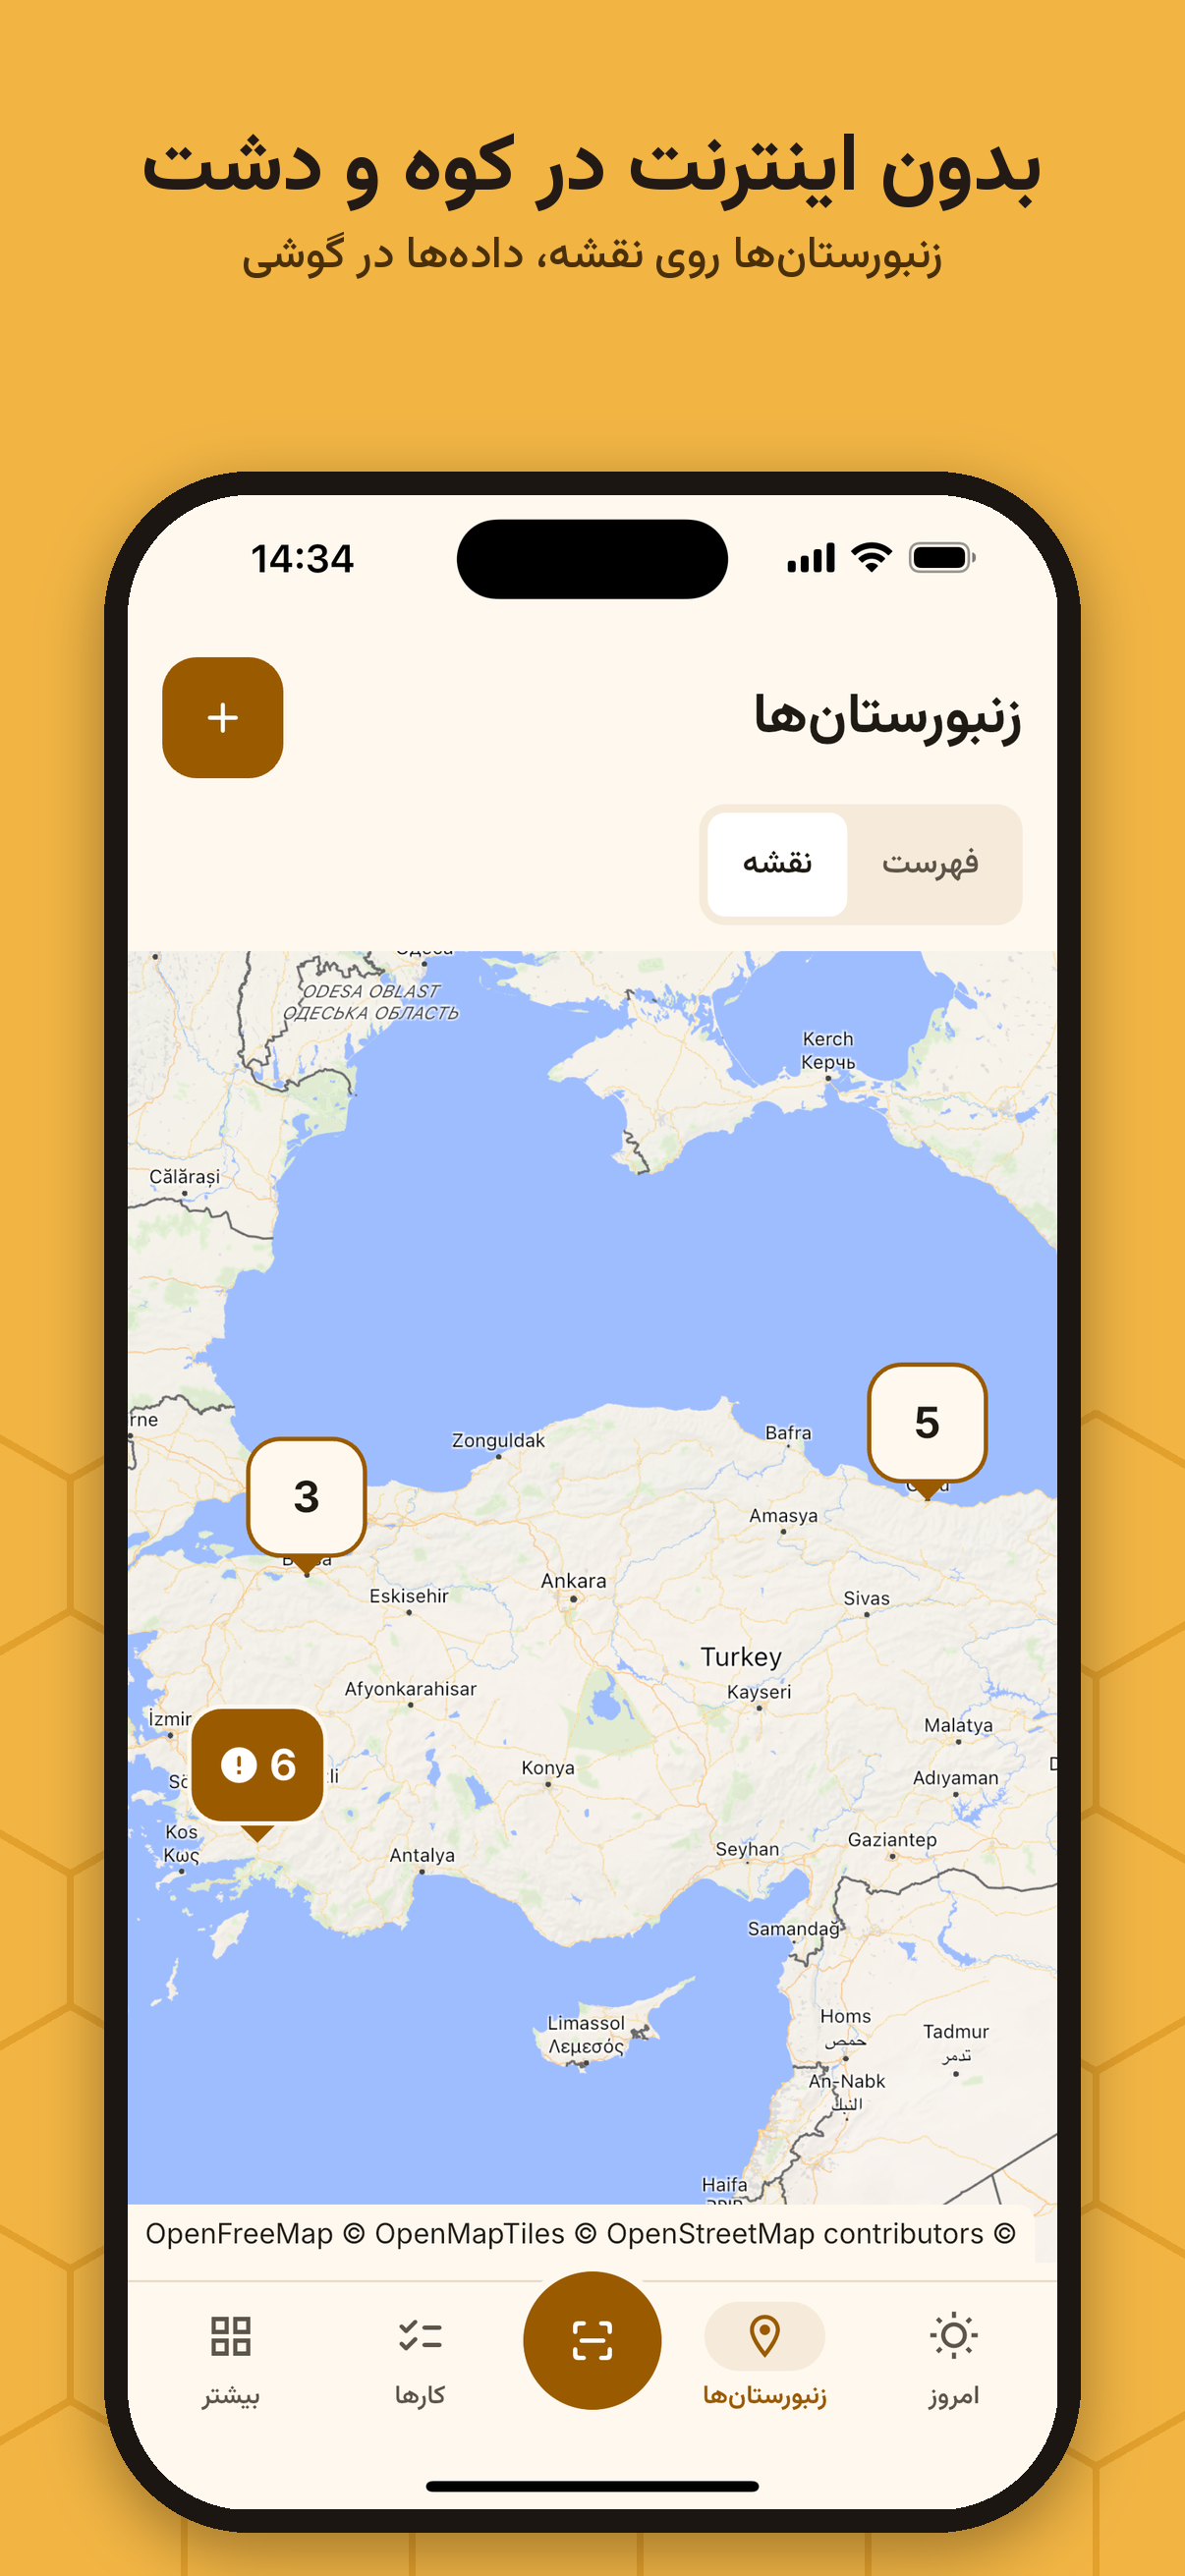 بدون اینترنت در کوه و دشت
زنبورستان‌ها روی نقشه، داده‌ها در گوشی
14:34
زنبورستان‌ها
فهرست
نقشه
ODESA OBLAST
ОДЕСЬКА ОБЛАСТЬ
Kerch
Керчь
Călărași
5
Zonguldak
Bafra
3
Amasya
Ankara
Eskisehir
Sivas
Turkey
Afyonkarahisar
Kayseri
İzmir
Malatya
6
Konya
Adıyaman
Kos
Κως
Antalya
Seyhan
Gaziantep
Samandağ
Limassol
Λεμεσός
Homs
حمص
Tadmur
تدمر
An-Nabk
النبك
Haifa
OpenFreeMap © OpenMapTiles © OpenStreetMap contributors ©
امروز
زنبورستان‌ها
کارها
بیشتر